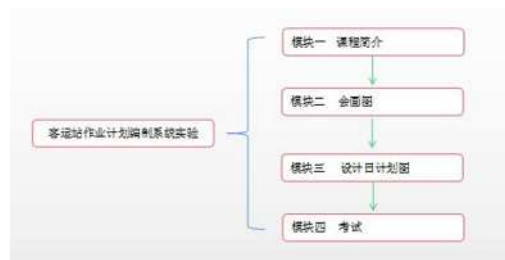 模块一 课程简介
模块二 会画图
客运站作业计划编制系统实验
模块三 设计日计划图
模块四 考试